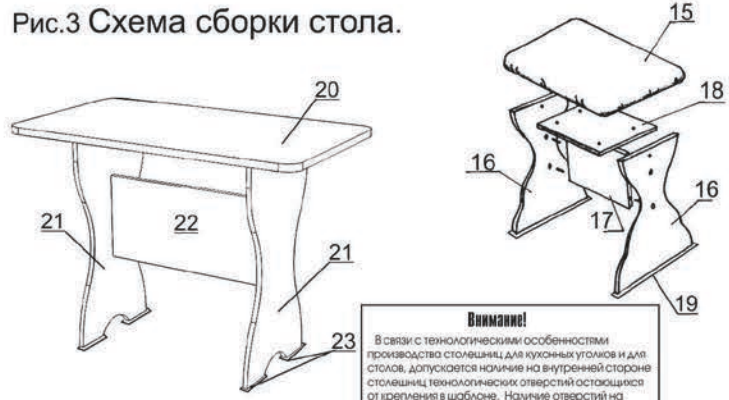 Рис.3 Схема сборки стола.
15
20
18
16
21
22
16
17
21
19
23
Внимание!
В связи с технологическими особенностями
производства столешниц для кухонных уголков и для
столов, допускается наличие на внутренней стороне
столешниц технологических отверстий остающихся
от крепления в шаблоне. Наличие отверстий на